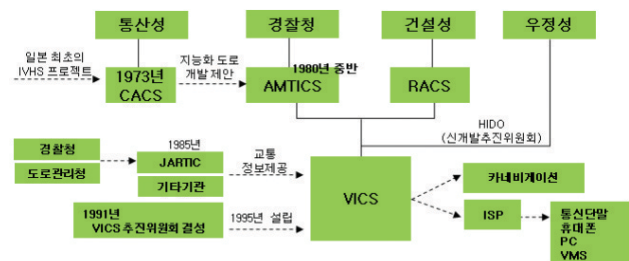 통산성
경찰청
건설성
우정성
일본 최초의
IVHS 프로젝트
1973년
CACS
지능화 도로
개발 제안
1980년 중반
AMTICS
RACS
HIDO
(신개발추진위원회)
경찰청
도로관리청
1985년
JARTIC
기타기관
교통
정보제공
VICS
카네비게이션
ISP
통신단말
휴대폰
PC
VMS
1991년
VICS 추진위원회 결성
1995년 설립